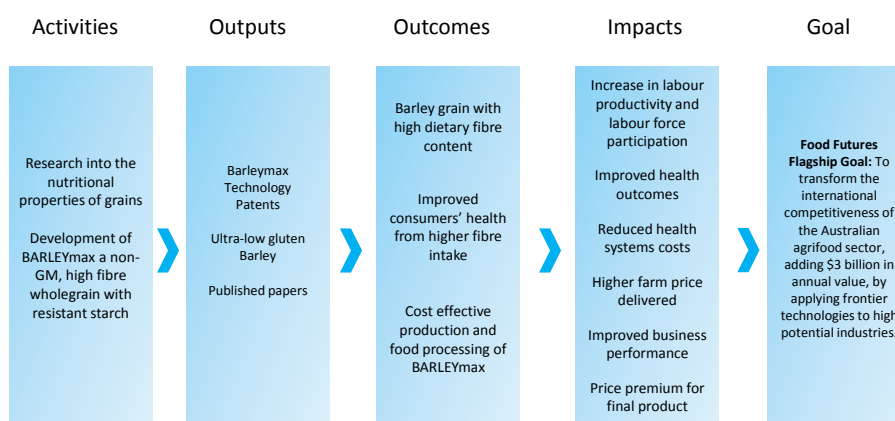 Activities
Outputs
Outcomes
Impacts
Goal
Research into the
nutritional
properties of grains
Development of
BARLEYmax a non-
GM, high fibre
wholegrain with
resistant starch
Barleymax
Technology
Patents
Ultra-low gluten
Barley
Published papers
Barley grain with
high dietary fibre
content
Improved
consumers’ health
from higher fibre
intake
Cost effective
production and
food processing of
BARLEYmax
Increase in labour
productivity and
labour force
participation
Improved health
outcomes
Reduced health
systems costs
Higher farm price
delivered
Improved business
performance
Price premium for
final product
Food Futures
Flagship Goal: To
transform the
international
competitiveness of
the Australian
agrifood sector,
adding $3 billion in
annual value, by
applying frontier
technologies to high
potential industries.